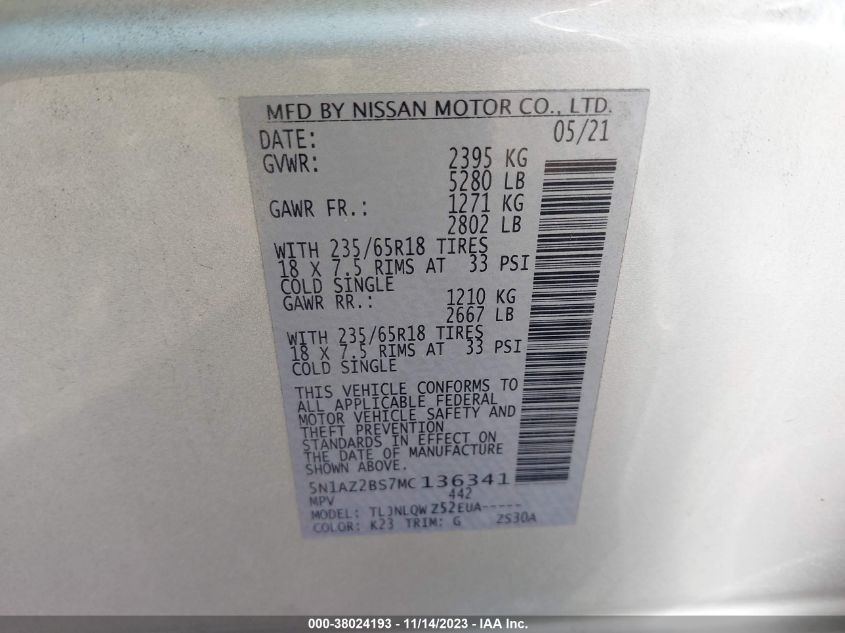 MFD BY NISSAN MOTOR CO., LTD.
DATE: 05/21
GVWR: 2395 KG
5280 LB
GAWR FR.: 1271 KG
2802 LB
WITH 235/65R18 TIRES
18 X 7.5 RIMS AT 33 PSI
COLD SINGLE
GAWR RR.: 1210 KG
2667 LB
WITH 235/65R18 TIRES
18 X 7.5 RIMS AT 33 PSI
COLD SINGLE
THIS VEHICLE CONFORMS TO
ALL APPLICABLE FEDERAL
MOTOR VEHICLE SAFETY AND
THEFT PREVENTION
STANDARDS IN EFFECT ON
THE DATE OF MANUFACTURE
SHOWN ABOVE.
5N1AZ2BS7MC136341
MPV 442
MODEL: TLJNLQW Z52EUA-----
COLOR: K23 TRIM: G ZS30A
000-38024193 - 11/14/2023 - IAA Inc.